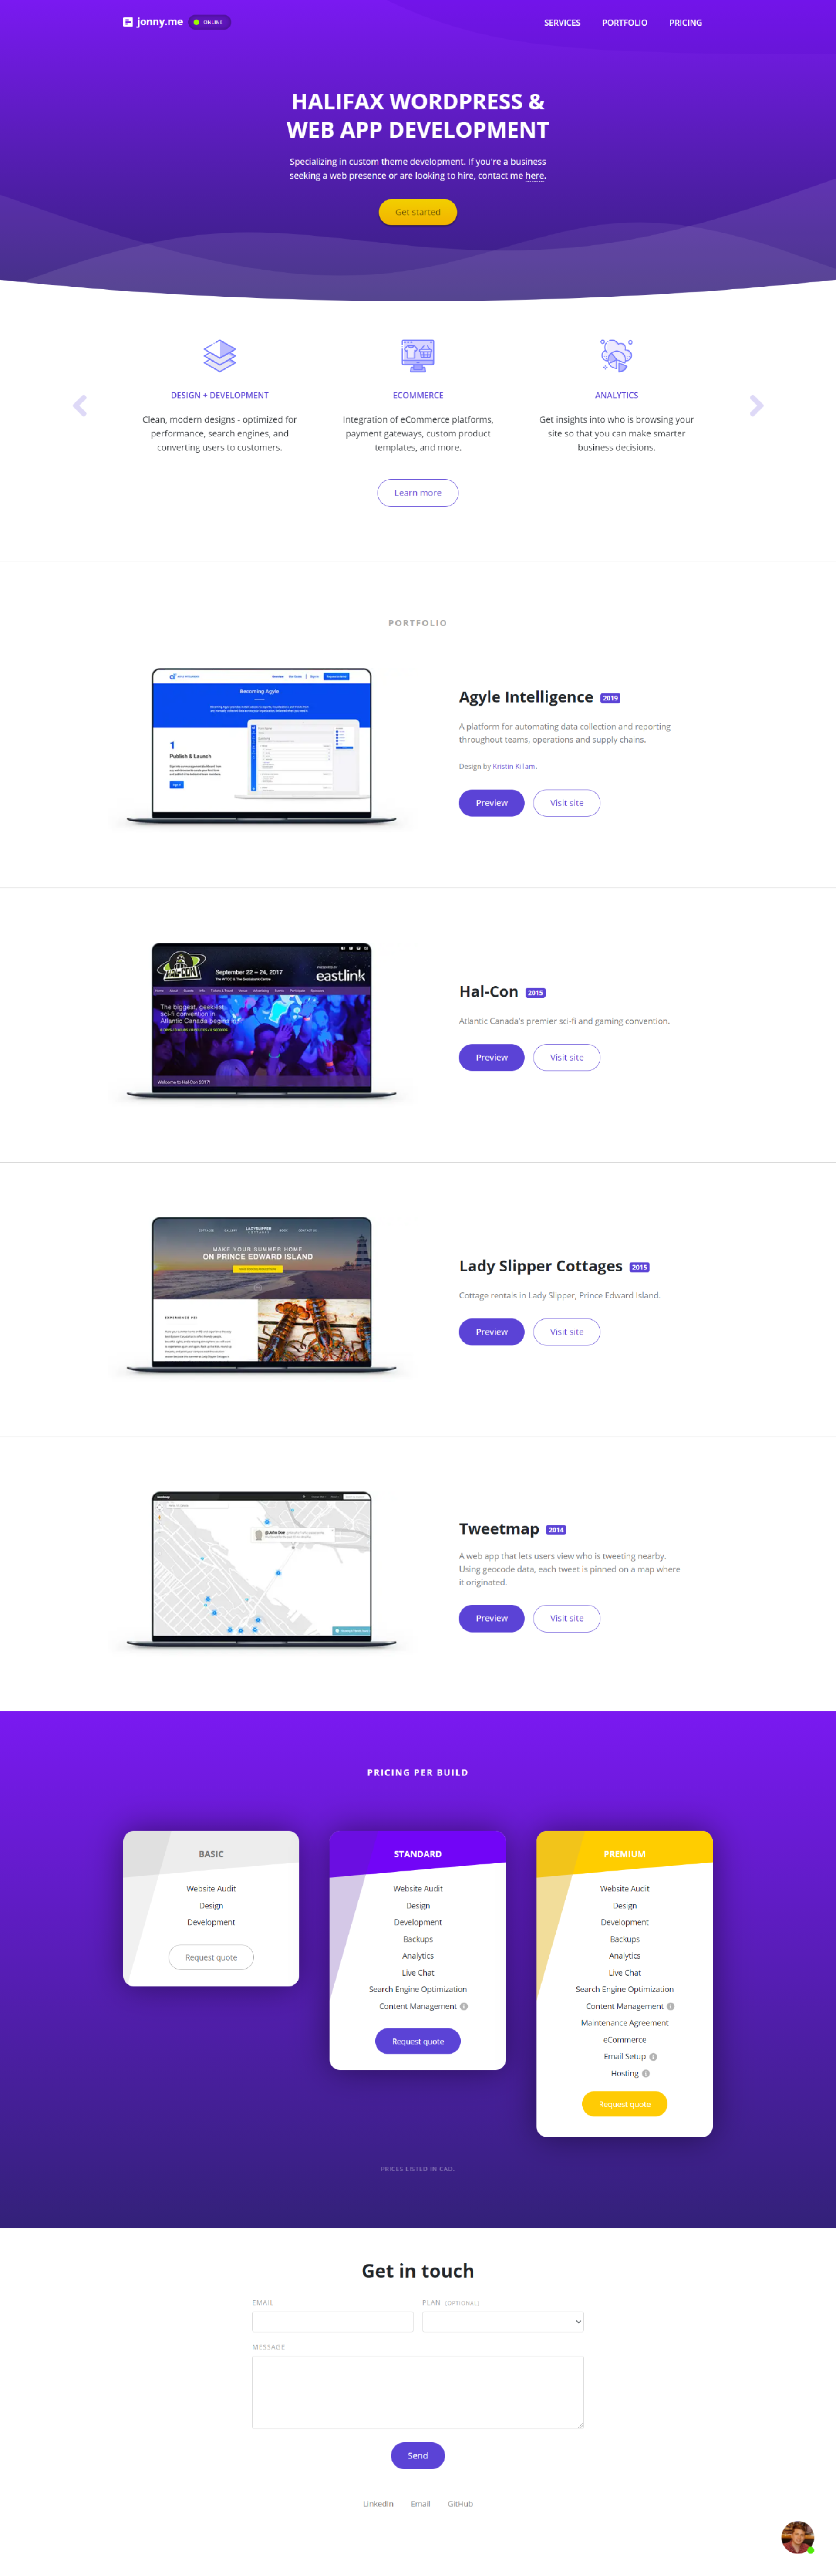 jonny.me
ONLINE
SERVICES
PORTFOLIO
PRICING
HALIFAX WORDPRESS &
WEB APP DEVELOPMENT
Specializing in custom theme development. If you're a business
seeking a web presence or are looking to hire, contact me here.
Get started
DESIGN + DEVELOPMENT
Clean, modern designs - optimized for
performance, search engines, and
converting users to customers.
ECOMMERCE
Integration of eCommerce platforms,
payment gateways, custom product
templates, and more.
ANALYTICS
Get insights into who is browsing your
site so that you can make smarter
business decisions.
Learn more
PORTFOLIO
Becoming Agyle
1
Publish & Launch
Agyle Intelligence 2019
A platform for automating data collection and reporting
throughout teams, operations and supply chains.
Design by Kristin Killam.
Preview
Visit site
HAL-CON
September 22 – 24, 2017
eastlink
The biggest, geekiest
sci-fi convention in
Atlantic Canada begins in
Welcome to Hal-Con 2017!
Hal-Con 2015
Atlantic Canada's premier sci-fi and gaming convention.
Preview
Visit site
LADYSLIPPER
MAKE YOUR SUMMER HOME
ON PRINCE EDWARD ISLAND
EXPERIENCE PEI
Lady Slipper Cottages 2015
Cottage rentals in Lady Slipper, Prince Edward Island.
Preview
Visit site
Tweetmap 2014
A web app that lets users view who is tweeting nearby.
Using geocode data, each tweet is pinned on a map where
it originated.
Preview
Visit site
PRICING PER BUILD
BASIC
Website Audit
Design
Development
Request quote
STANDARD
Website Audit
Design
Development
Backups
Analytics
Live Chat
Search Engine Optimization
Content Management
Request quote
PREMIUM
Website Audit
Design
Development
Backups
Analytics
Live Chat
Search Engine Optimization
Content Management
Maintenance Agreement
eCommerce
Email Setup
Hosting
Request quote
PRICES LISTED IN CAD.
Get in touch
EMAIL
PLAN (OPTIONAL)
MESSAGE
Send
LinkedIn
Email
GitHub